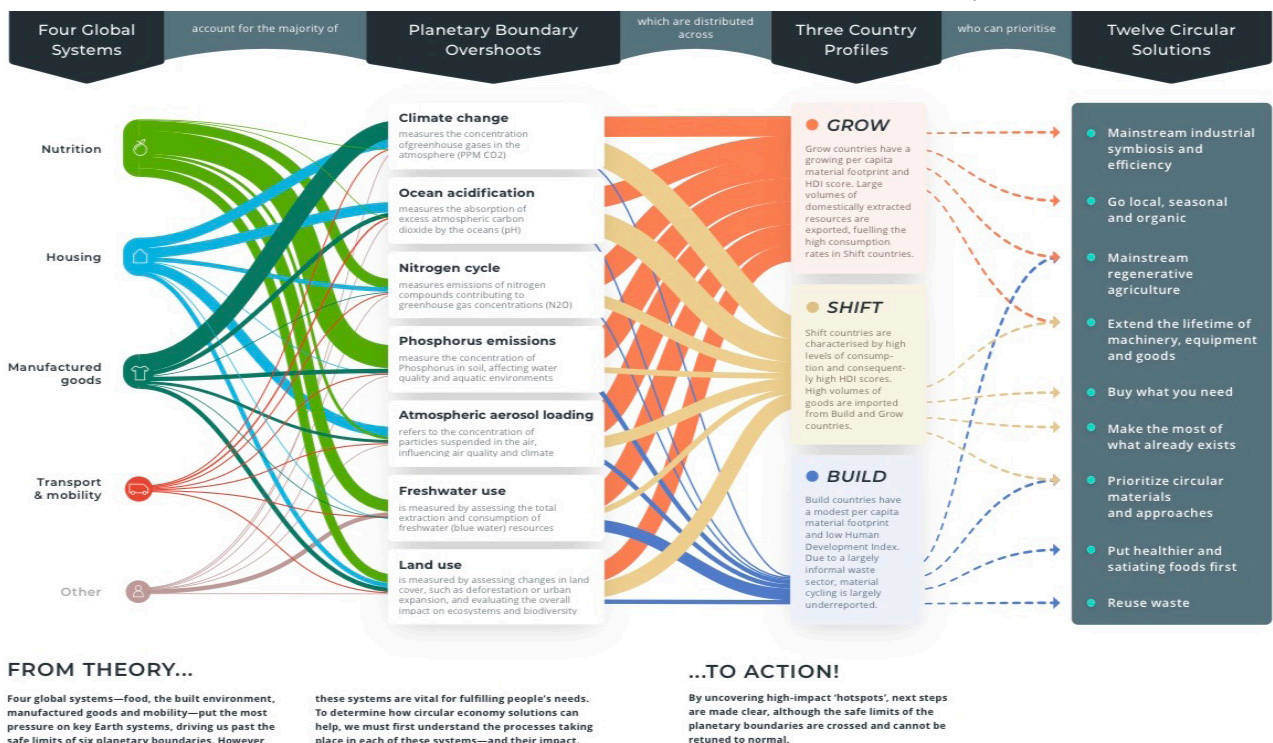 Four Global
Systems
account for the majority of
Planetary Boundary
Overshoots
which are distributed
across
Three Country
Profiles
who can prioritise
Twelve Circular
Solutions
Nutrition
Housing
Manufactured
goods
Transport
& mobility
Other
Climate change
measures the concentration
ofgreenhouse gases in the
atmosphere (PPM CO2)
Ocean acidification
measures the absorption of
excess atmospheric carbon
dioxide by the oceans (pH)
Nitrogen cycle
measures emissions of nitrogen
compounds contributing to
greenhouse gas concentrations (N2O)
Phosphorus emissions
measure the concentration of
Phosphorus in soil, affecting water
quality and aquatic environments
Atmospheric aerosol loading
refers to the concentration of
particles suspended in the air,
influencing air quality and climate
Freshwater use
is measured by assessing the total
extraction and consumption of
freshwater (blue water) resources
Land use
is measured by assessing changes in land
cover, such as deforestation or urban
expansion, and evaluating the overall
impact on ecosystems and biodiversity
GROW
Grow countries have a
growing per capita
material footprint and
HDI score. Large
volumes of
domestically extracted
resources are
exported, fuelling the
high consumption
rates in Shift countries.
SHIFT
Shift countries are
characterised by high
levels of consump-
tion and consequent-
ly high HDI scores.
High volumes of
goods are imported
from Build and Grow
countries.
BUILD
Build countries have
a modest per capita
material footprint
and low Human
Development Index.
Due to a largely
informal waste
sector, material
cycling is largely
underreported.
Mainstream industrial
symbiosis and
efficiency
Go local, seasonal
and organic
Mainstream
regenerative
agriculture
Extend the lifetime of
machinery, equipment
and goods
Buy what you need
Make the most of
what already exists
Prioritize circular
materials
and approaches
Put healthier and
satiating foods first
Reuse waste
FROM THEORY...
Four global systems—food, the built environment,
manufactured goods and mobility—put the most
pressure on key Earth systems, driving us past the
safe limits of six planetary boundaries. However
these systems are vital for fulfilling people's needs.
To determine how circular economy solutions can
help, we must first understand the processes taking
place in each of these systems—and their impact.
...TO ACTION!
By uncovering high-impact 'hotspots', next steps
are made clear, although the safe limits of the
planetary boundaries are crossed and cannot be
retuned to normal.